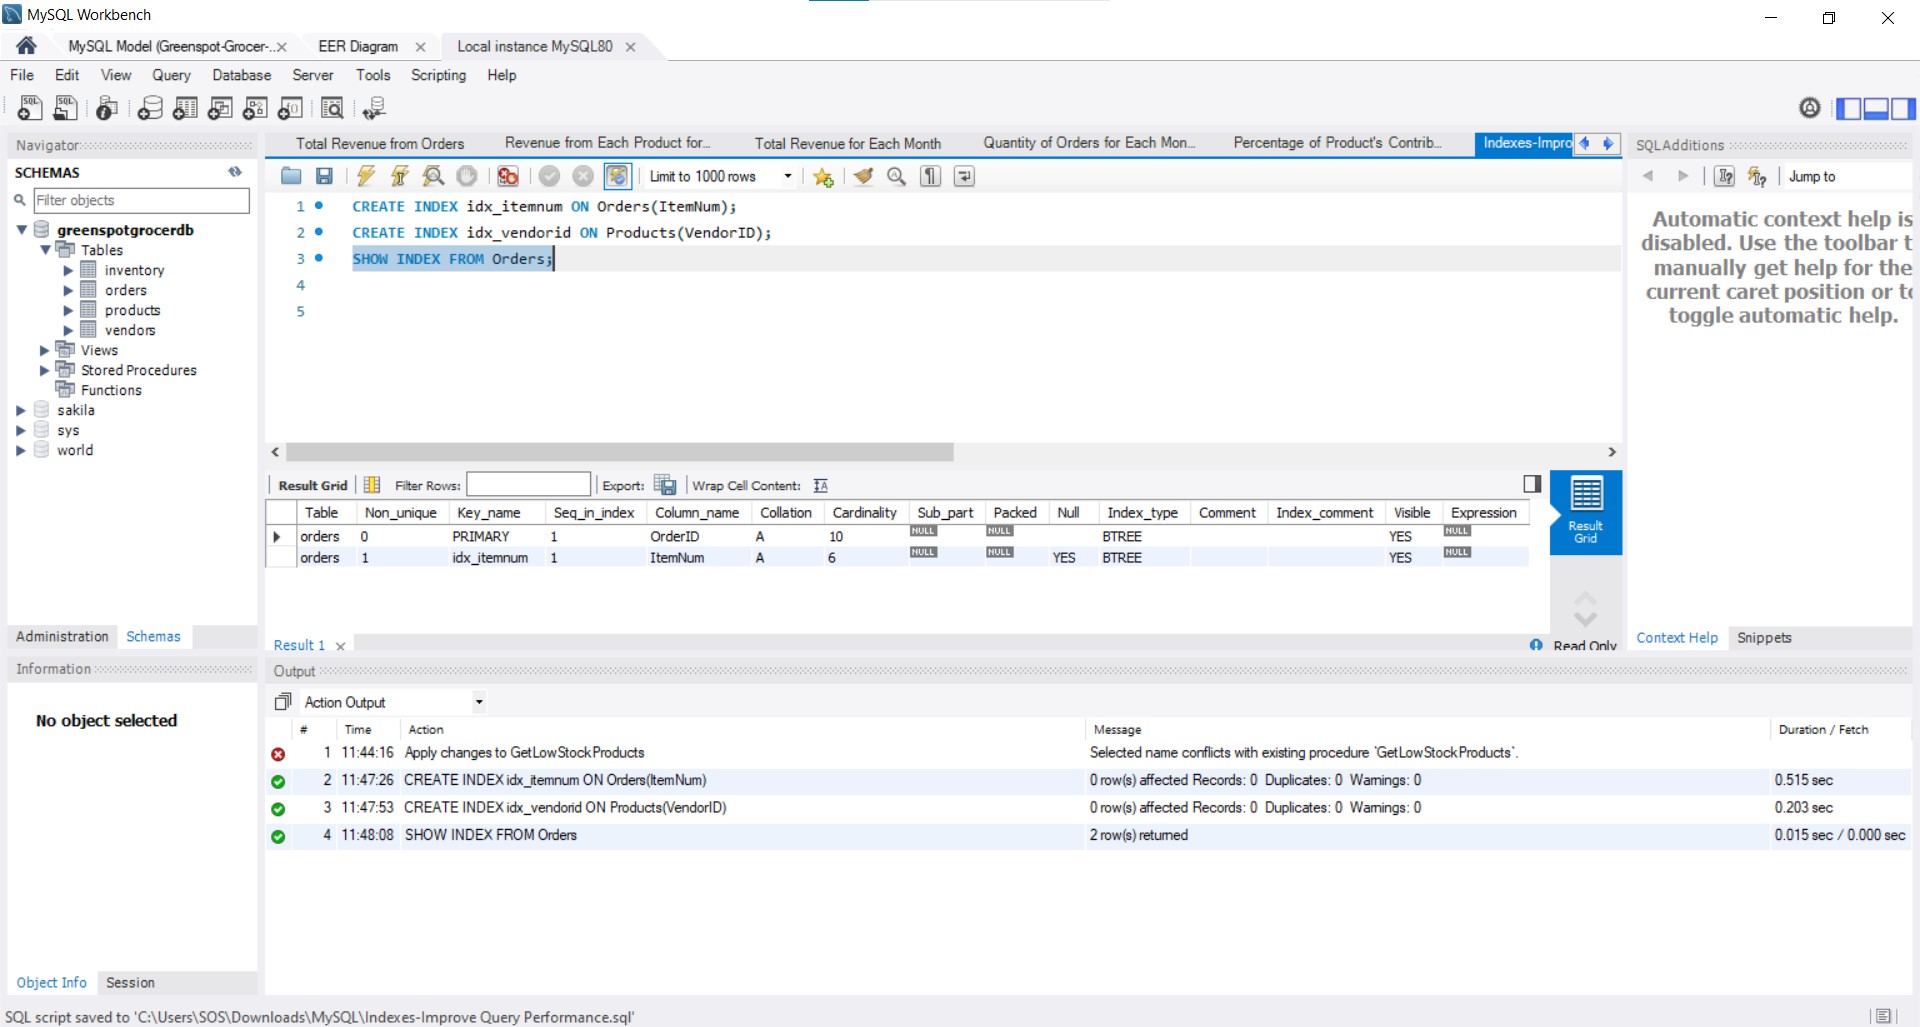 MySQL Workbench
MySQL Model (Greenspot-Grocer-...
EER Diagram
Local instance MySQL80
File Edit View Query Database Server Tools Scripting Help
Navigator
SCHEMAS
Filter objects
greenspotgrocerdb
Tables
inventory
orders
products
vendors
Views
Stored Procedures
Functions
sakila
sys
world
Administration Schemas
Information
No object selected
Object Info Session
Total Revenue from Orders
Revenue from Each Product for...
Total Revenue for Each Month
Quantity of Orders for Each Mon...
Percentage of Product's Contrib...
Indexes-Impro
Limit to 1000 rows
1 CREATE INDEX idx_itemnum ON Orders(ItemNum);
2 CREATE INDEX idx_vendorid ON Products(VendorID);
3 SHOW INDEX FROM Orders;
4
5
Result Grid Filter Rows: Export: Wrap Cell Content: IA
Table Non_unique Key_name Seq_in_index Column_name Collation Cardinality Sub_part Packed Null Index_type Comment Index_comment Visible Expression
orders 0 PRIMARY 1 OrderID A 10 NULL NULL BTREE YES NULL
orders 1 idx_itemnum 1 ItemNum A 6 NULL NULL YES BTREE YES NULL
Result
Grid
Result 1
Read Only
SQLAdditions
Jump to
Automatic context help is
disabled. Use the toolbar t
manually get help for the
current caret position or to
toggle automatic help.
Context Help Snippets
Output
Action Output
# Time Action Message Duration / Fetch
1 11:44:16 Apply changes to GetLowStockProducts Selected name conflicts with existing procedure `GetLowStockProducts`.
2 11:47:26 CREATE INDEX idx_itemnum ON Orders(ItemNum) 0 row(s) affected Records: 0 Duplicates: 0 Warnings: 0 0.515 sec
3 11:47:53 CREATE INDEX idx_vendorid ON Products(VendorID) 0 row(s) affected Records: 0 Duplicates: 0 Warnings: 0 0.203 sec
4 11:48:08 SHOW INDEX FROM Orders 2 row(s) returned 0.015 sec / 0.000 sec
SQL script saved to 'C:\Users\SOS\Downloads\MySQL\Indexes-Improve Query Performance.sql'